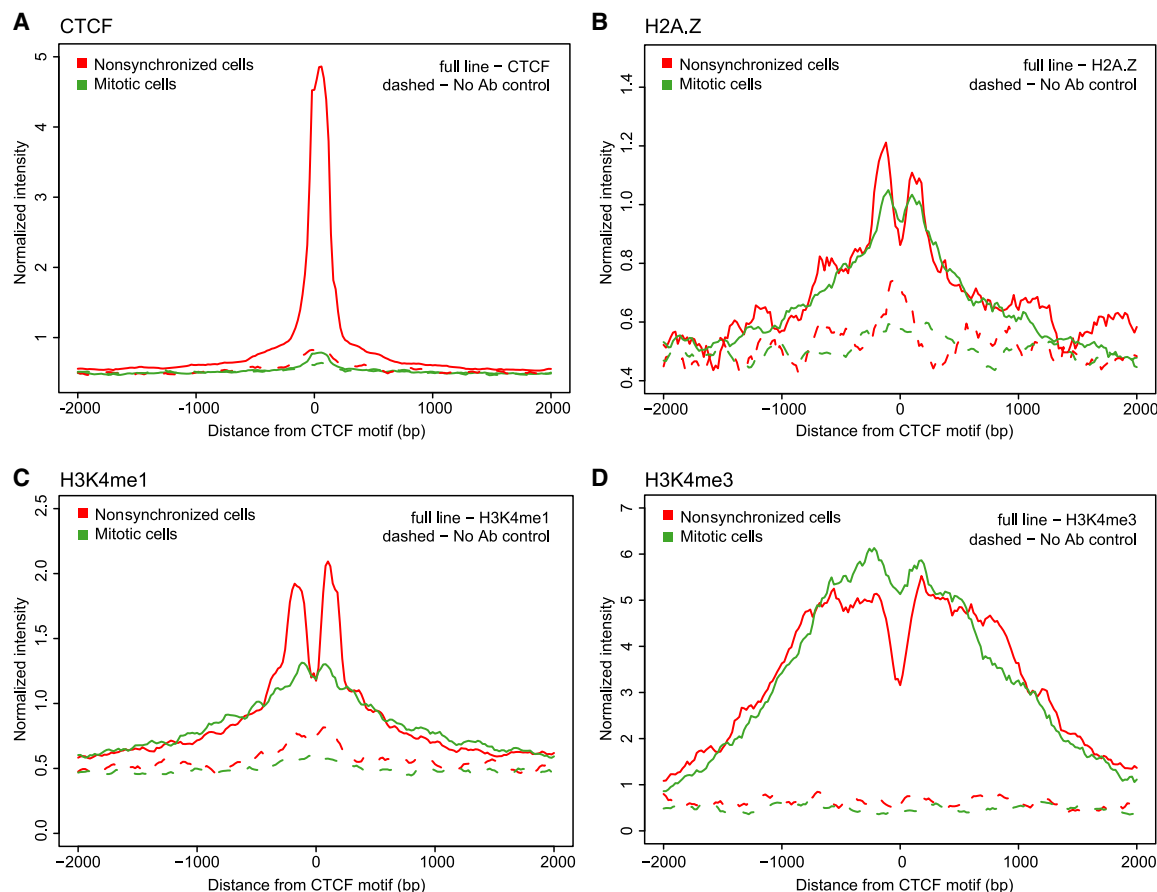 A
CTCF
Nonsynchronized cells
Mitotic cells
full line – CTCF
dashed – No Ab control
Normalized intensity
5
4
3
2
1
-2000
-1000
0
1000
2000
Distance from CTCF motif (bp)
B
H2A.Z
Nonsynchronized cells
Mitotic cells
full line – H2A.Z
dashed – No Ab control
Normalized intensity
1.4
1.2
1.0
0.8
0.6
0.4
−2000
−1000
0
1000
2000
Distance from CTCF motif (bp)
C
H3K4me1
Nonsynchronized cells
Mitotic cells
full line – H3K4me1
dashed – No Ab control
Normalized intensity
2.5
2.0
1.5
1.0
0.5
0.0
−2000
−1000
0
1000
2000
Distance from CTCF motif (bp)
D
H3K4me3
Nonsynchronized cells
Mitotic cells
full line – H3K4me3
dashed – No Ab control
Normalized intensity
7
6
5
4
3
2
1
0
−2000
−1000
0
1000
2000
Distance from CTCF motif (bp)